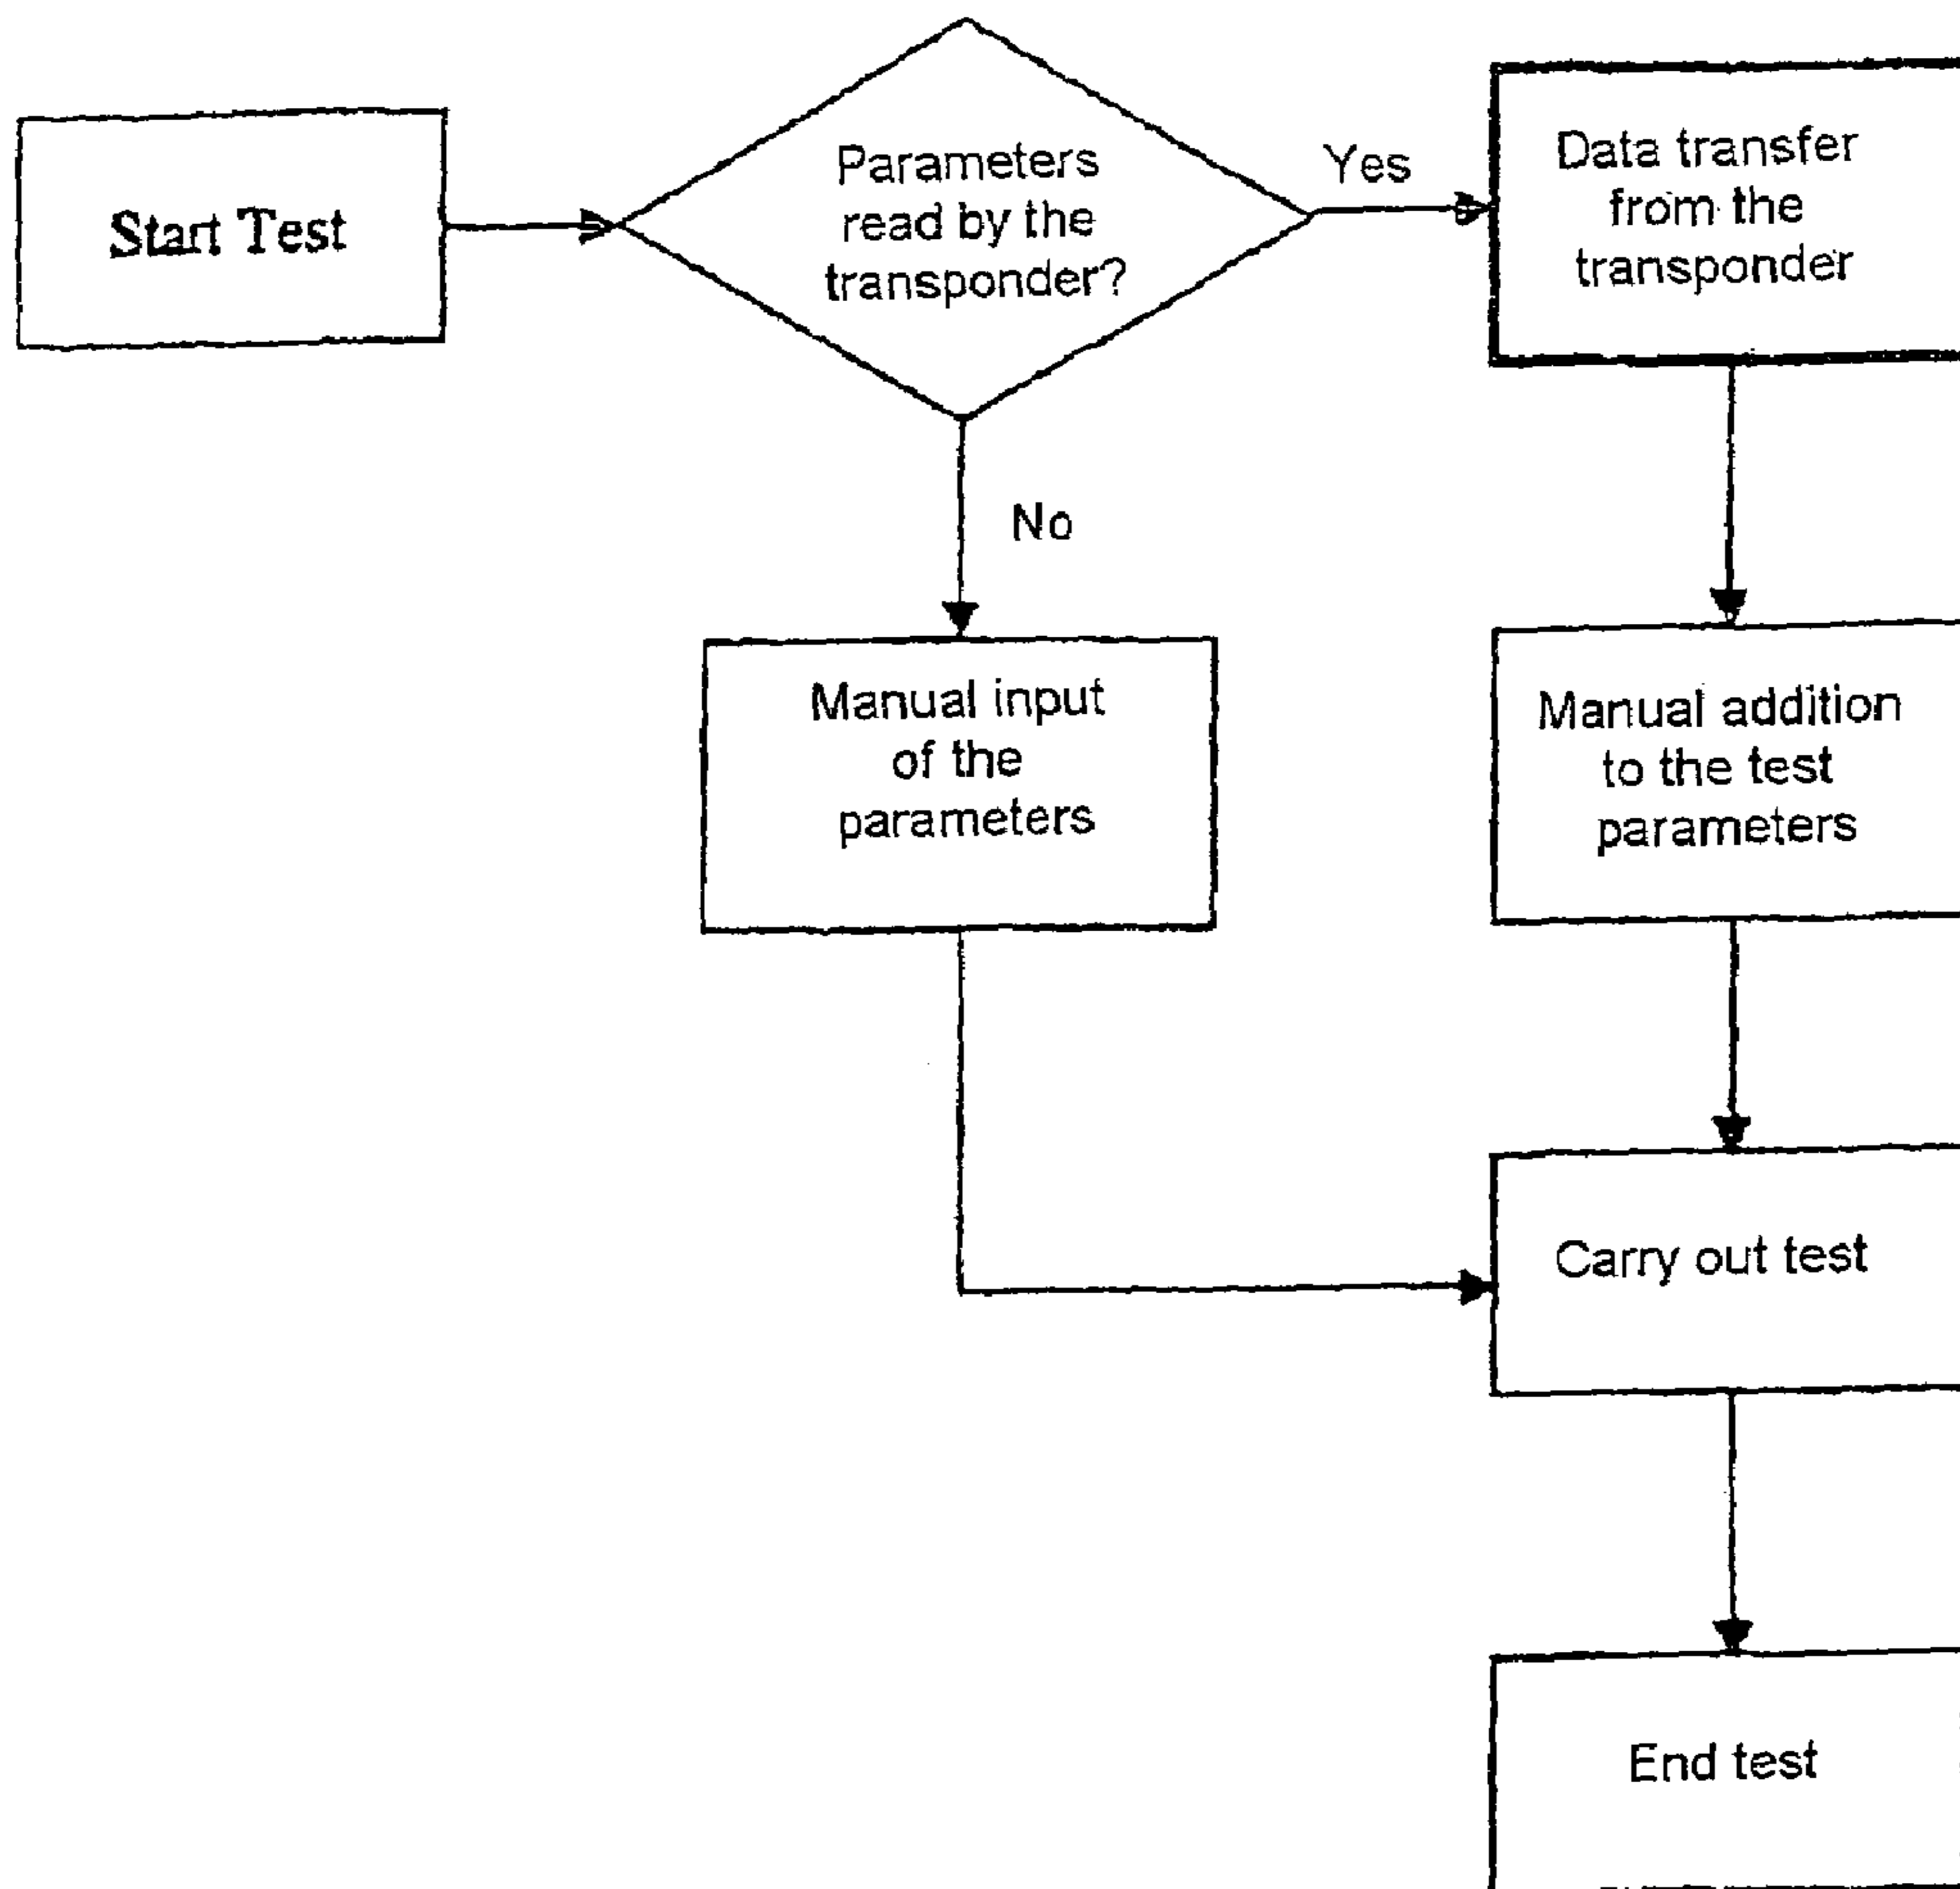 Start Test
Parameters
read by the
transponder?
Yes
Data transfer
from the
transponder
No
Manual input
of the
parameters
Manual addition
to the test
parameters
Carry out test
End test